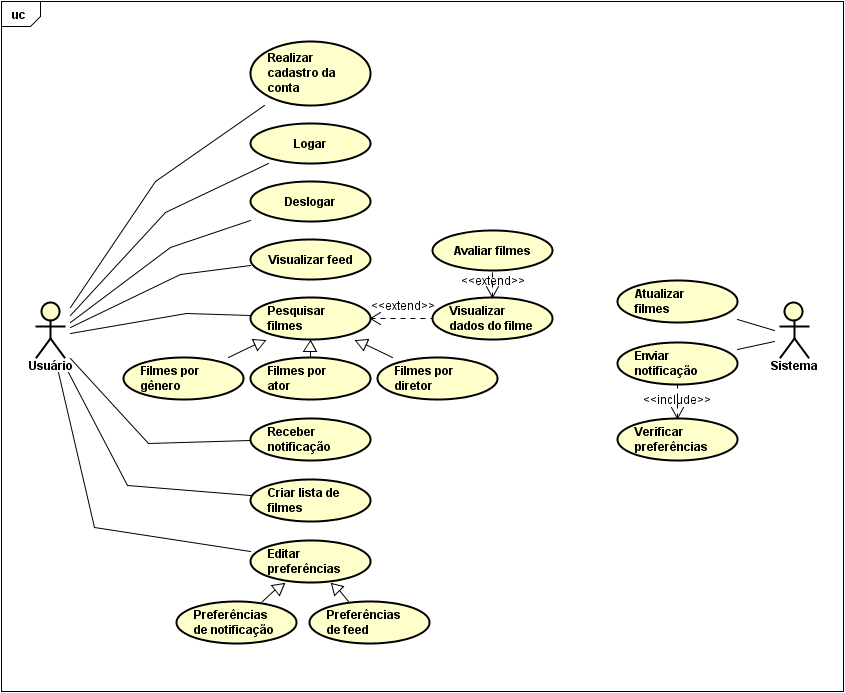 uc
Realizar
cadastro da
conta
Logar
Deslogar
Visualizar feed
Avaliar filmes
<<extend>>
Pesquisar
filmes
<<extend>>
Visualizar
dados do filme
Filmes por
gênero
Filmes por
ator
Filmes por
diretor
Usuário
Receber
notificação
Criar lista de
filmes
Editar
preferências
Preferências
de notificação
Preferências
de feed
Atualizar
filmes
Enviar
notificação
<<include>>
Verificar
preferências
Sistema